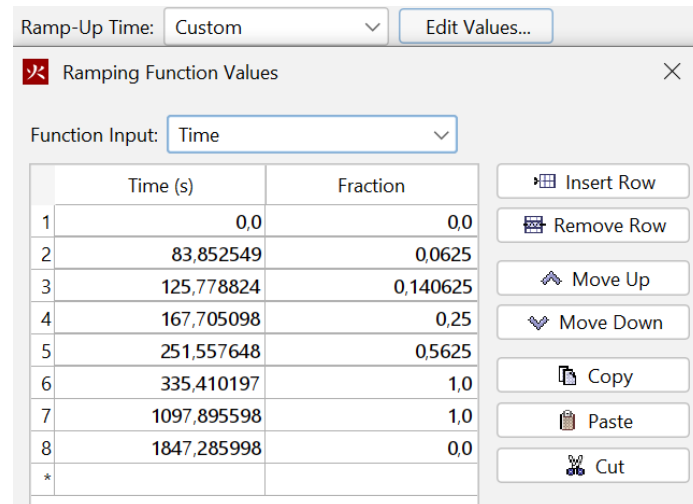 Ramp-Up Time: Custom Edit Values...
火 Ramping Function Values
Function Input: Time
Time (s) Fraction Insert Row
1 0,0 0,0 Remove Row
2 83,852549 0,0625
3 125,778824 0,140625 Move Up
4 167,705098 0,25 Move Down
5 251,557648 0,5625
6 335,410197 1,0 Copy
7 1097,895598 1,0 Paste
8 1847,285998 0,0 Cut
*